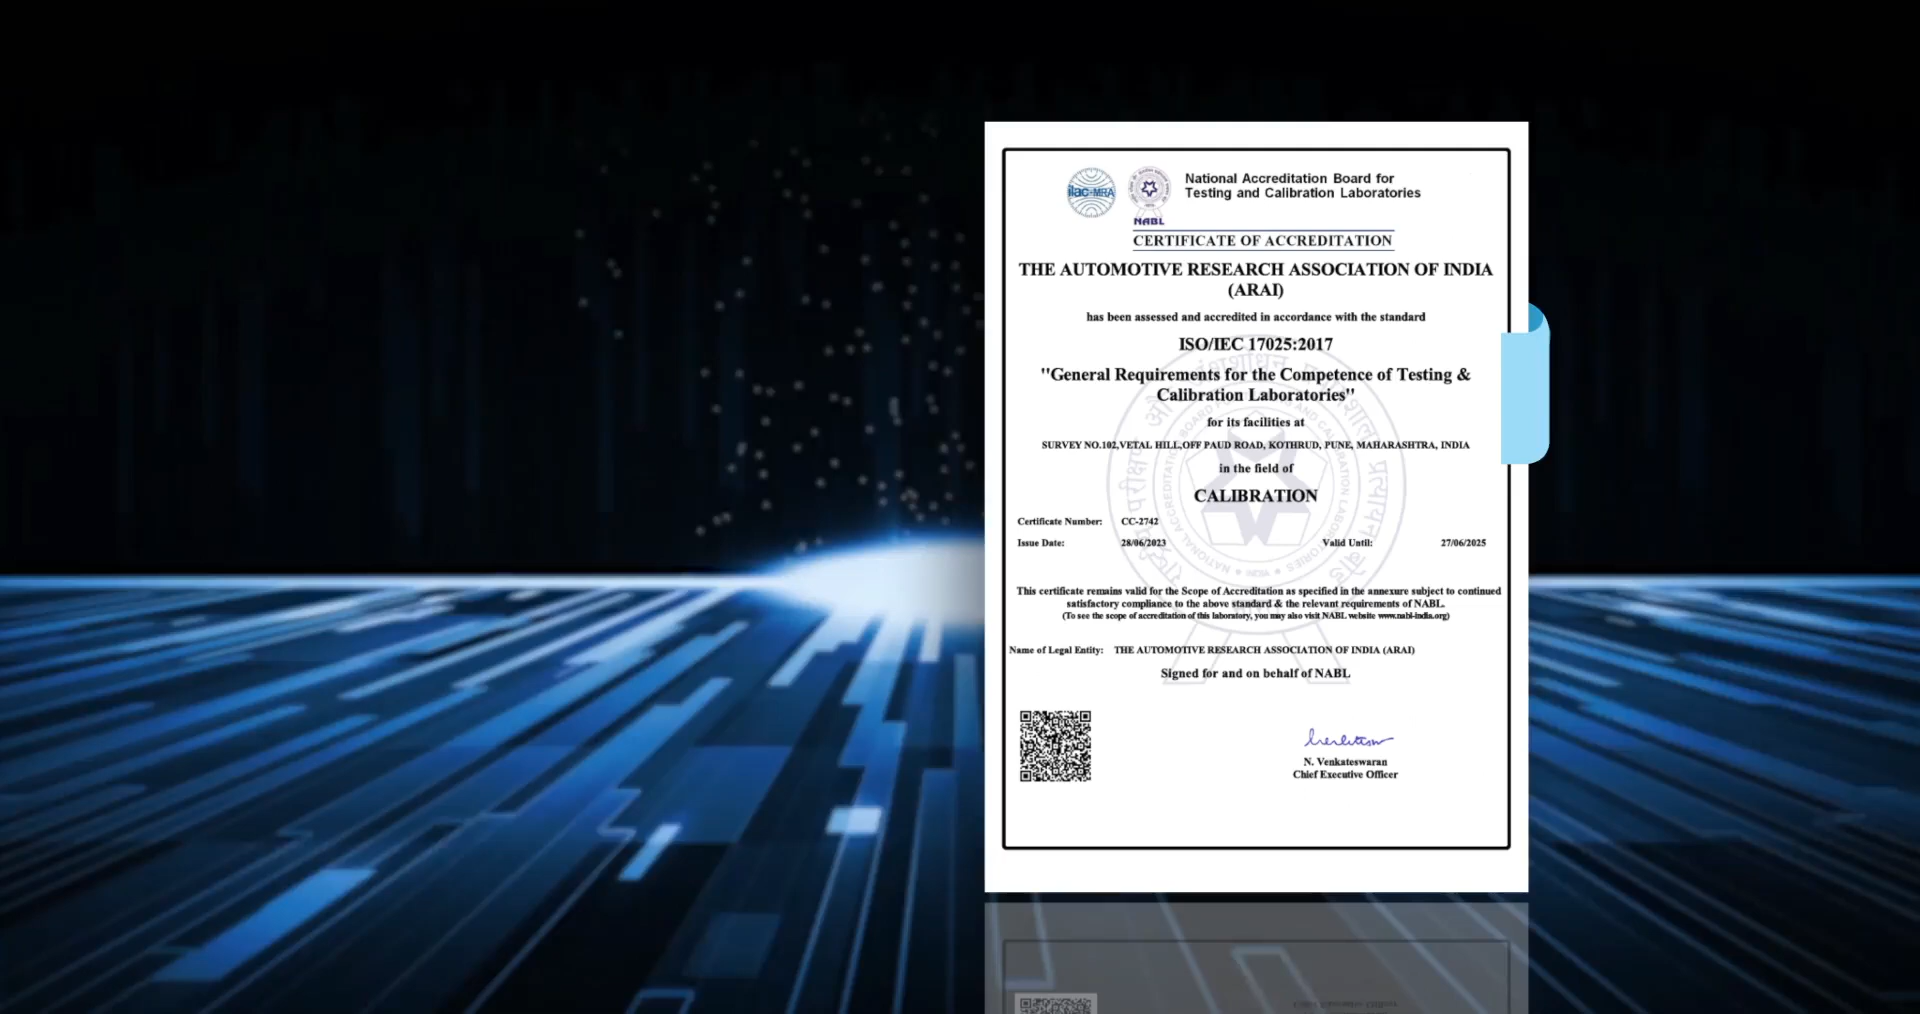 ilac-MRA
NABL
National Accreditation Board for
Testing and Calibration Laboratories
CERTIFICATE OF ACCREDITATION
THE AUTOMOTIVE RESEARCH ASSOCIATION OF INDIA
(ARAI)
has been assessed and accredited in accordance with the standard
ISO/IEC 17025:2017
"General Requirements for the Competence of Testing &
Calibration Laboratories"
for its facilities at
SURVEY NO.102,VETAL HILL,OFF PAUD ROAD, KOTHRUD, PUNE, MAHARASHTRA, INDIA
in the field of
CALIBRATION
Certificate Number: CC-2742
Issue Date: 28/06/2023 Valid Until: 27/06/2025
This certificate remains valid for the Scope of Accreditation as specified in the annexure subject to continued
satisfactory compliance to the above standard & the relevant requirements of NABL.
(To see the scope of accreditation of this laboratory, you may also visit NABL website www.nabl-india.org)
Name of Legal Entity: THE AUTOMOTIVE RESEARCH ASSOCIATION OF INDIA (ARAI)
Signed for and on behalf of NABL
N. Venkateswaran
Chief Executive Officer